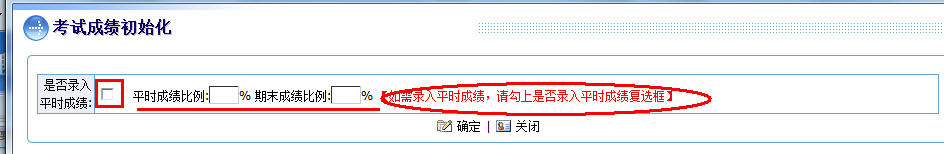 考试成绩初始化
是否录入
平时成绩:
平时成绩比例: % 期末成绩比例: % 【如需录入平时成绩，请勾上是否录入平时成绩复选框】
确定 | 关闭